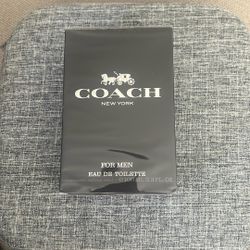 COACH
NEW YORK
FOR MEN
EAU DE TOILETTE